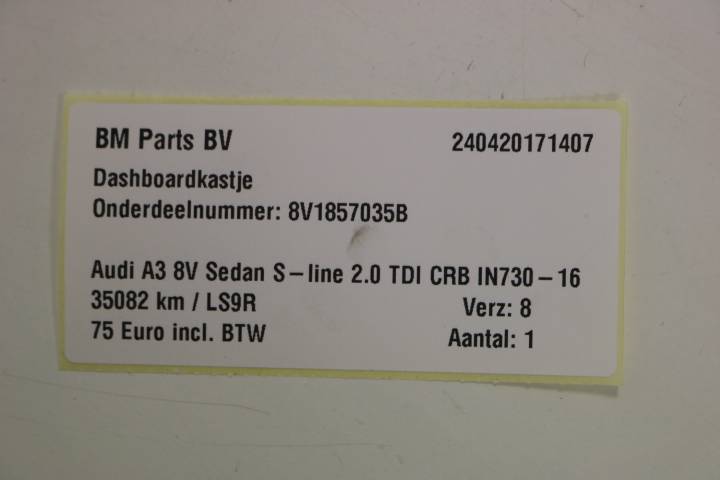 BM Parts BV 240420171407
Dashboardkastje
Onderdeelnummer: 8V1857035B
Audi A3 8V Sedan S-line 2.0 TDI CRB IN730-16
35082 km / LS9R Verz: 8
75 Euro incl. BTW Aantal: 1